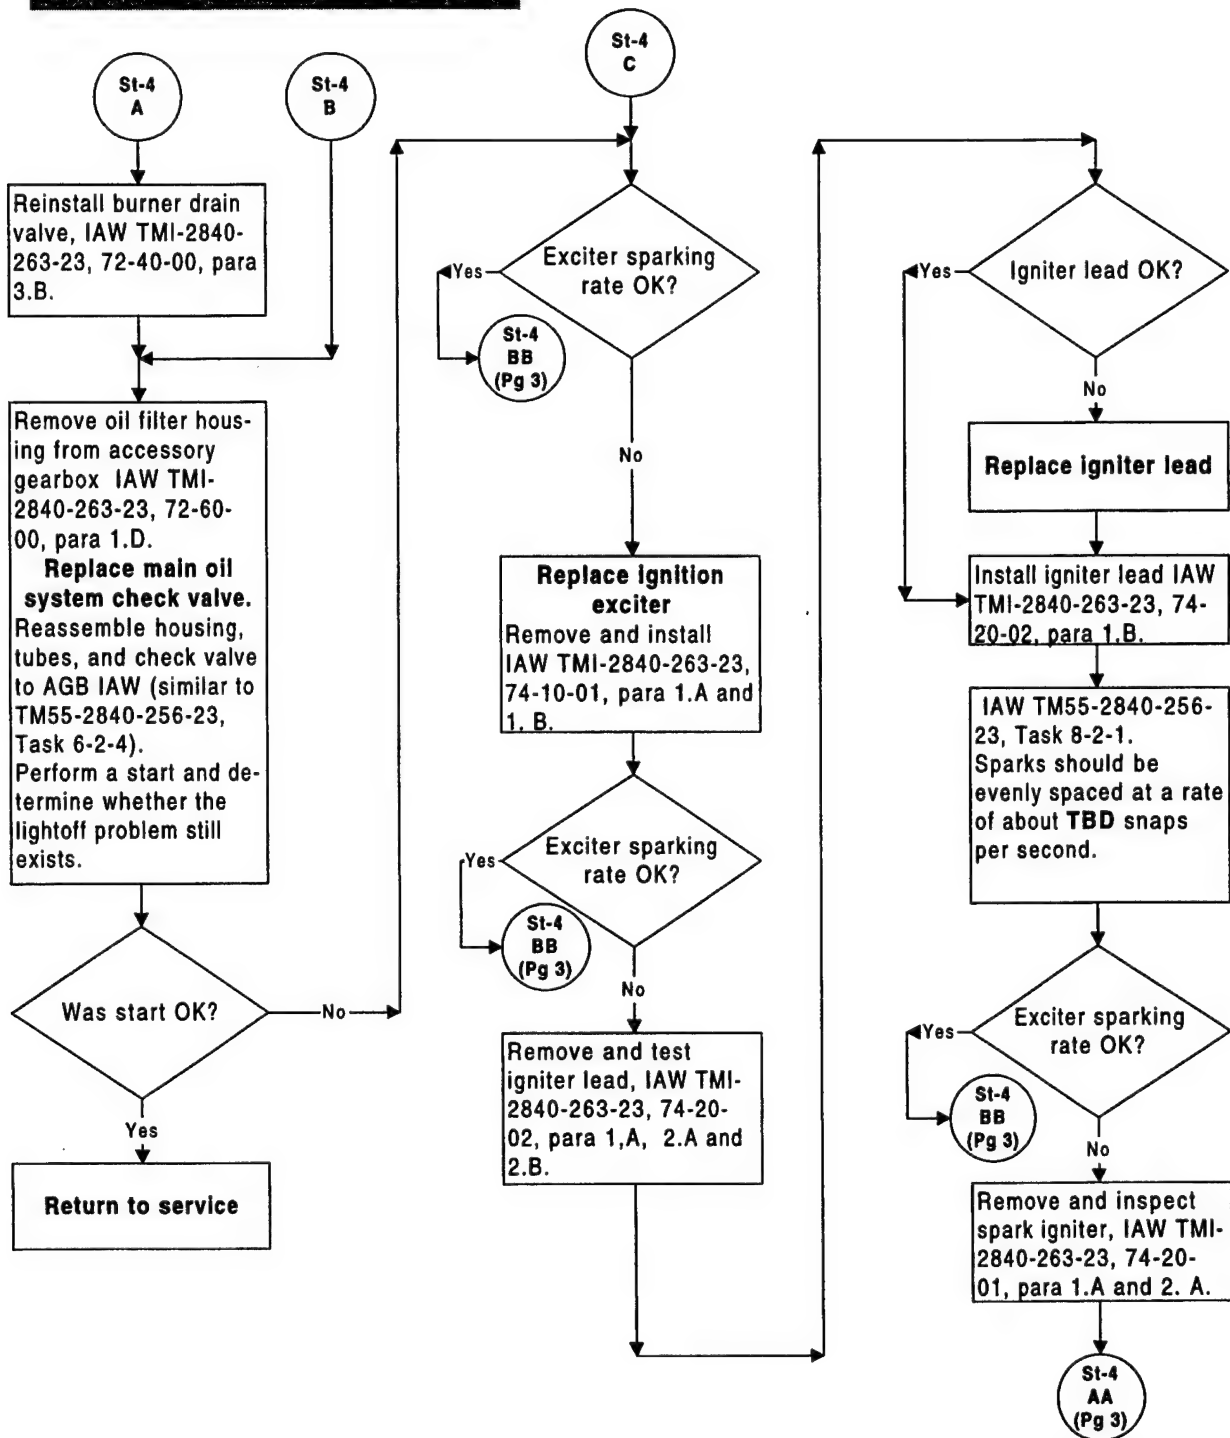 St-4
A
St-4
B
Reinstall burner drain
valve, IAW TMI-2840-
263-23, 72-40-00, para
3.B.
Remove oil filter hous-
ing from accessory
gearbox IAW TMI-
2840-263-23, 72-60-
00, para 1.D.
Replace main oil
system check valve.
Reassemble housing,
tubes, and check valve
to AGB IAW (similar to
TM55-2840-256-23,
Task 6-2-4).
Perform a start and de-
termine whether the
lightoff problem still
exists.
Was start OK?
No
Yes
Return to service
St-4
C
Exciter sparking
rate OK?
Yes
St-4
BB
(Pg 3)
No
Replace ignition
exciter
Remove and install
IAW TMI-2840-263-23,
74-10-01, para 1.A and
1. B.
Exciter sparking
rate OK?
Yes
St-4
BB
(Pg 3)
No
Remove and test
igniter lead, IAW TMI-
2840-263-23, 74-20-
02, para 1,A, 2.A and
2.B.
Igniter lead OK?
Yes
No
Replace igniter lead
Install igniter lead IAW
TMI-2840-263-23, 74-
20-02, para 1.B.
IAW TM55-2840-256-
23, Task 8-2-1.
Sparks should be
evenly spaced at a rate
of about TBD snaps
per second.
Exciter sparking
rate OK?
Yes
St-4
BB
(Pg 3)
No
Remove and inspect
spark igniter, IAW TMI-
2840-263-23, 74-20-
01, para 1.A and 2. A.
St-4
AA
(Pg 3)